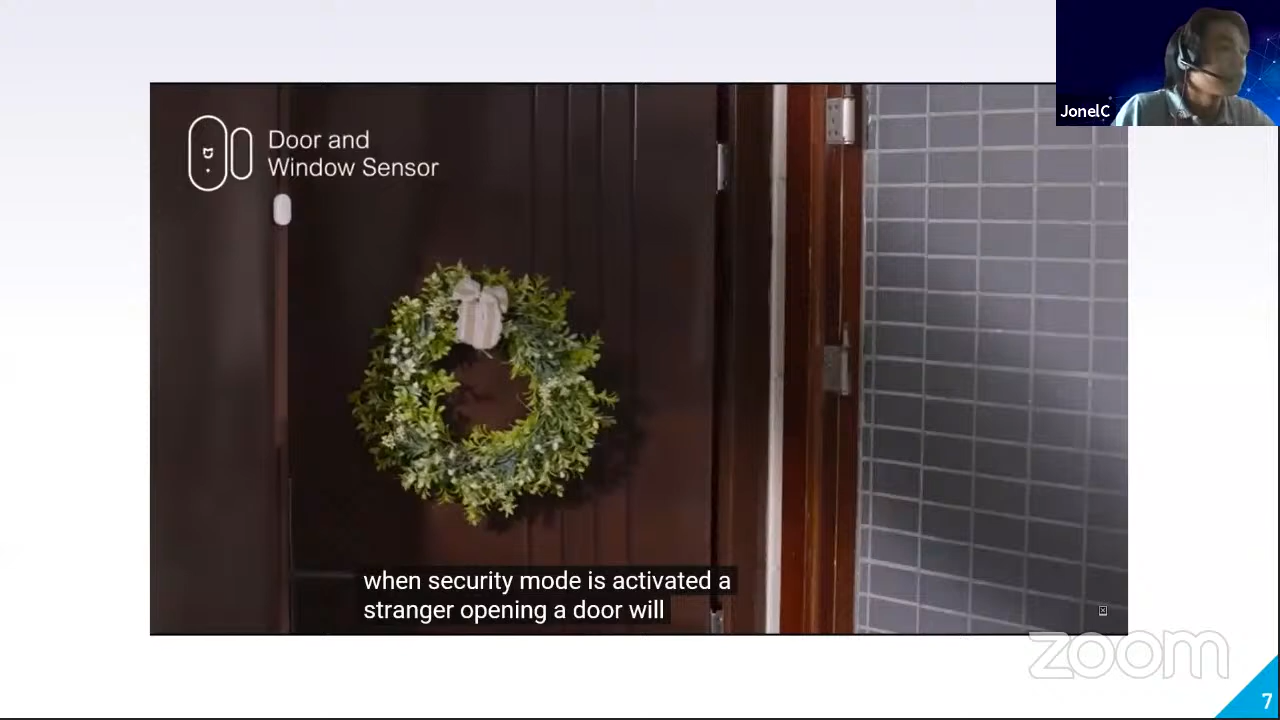 JonelC
Door and
Window Sensor
when security mode is activated a
stranger opening a door will
zoom
7